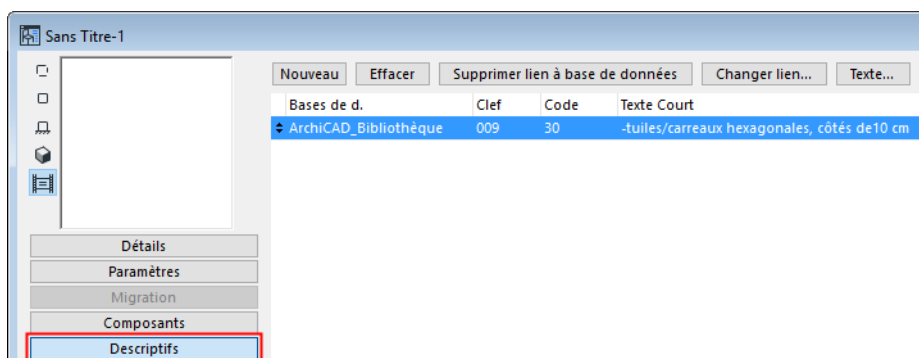 Sans Titre-1
Nouveau Effacer Supprimer lien à base de données Changer lien... Texte...
Bases de d. Clef Code Texte Court
ArchiCAD_Bibliothèque 009 30 -tuiles/carreaux hexagonales, côtés de10 cm
Détails
Paramètres
Migration
Composants
Descriptifs